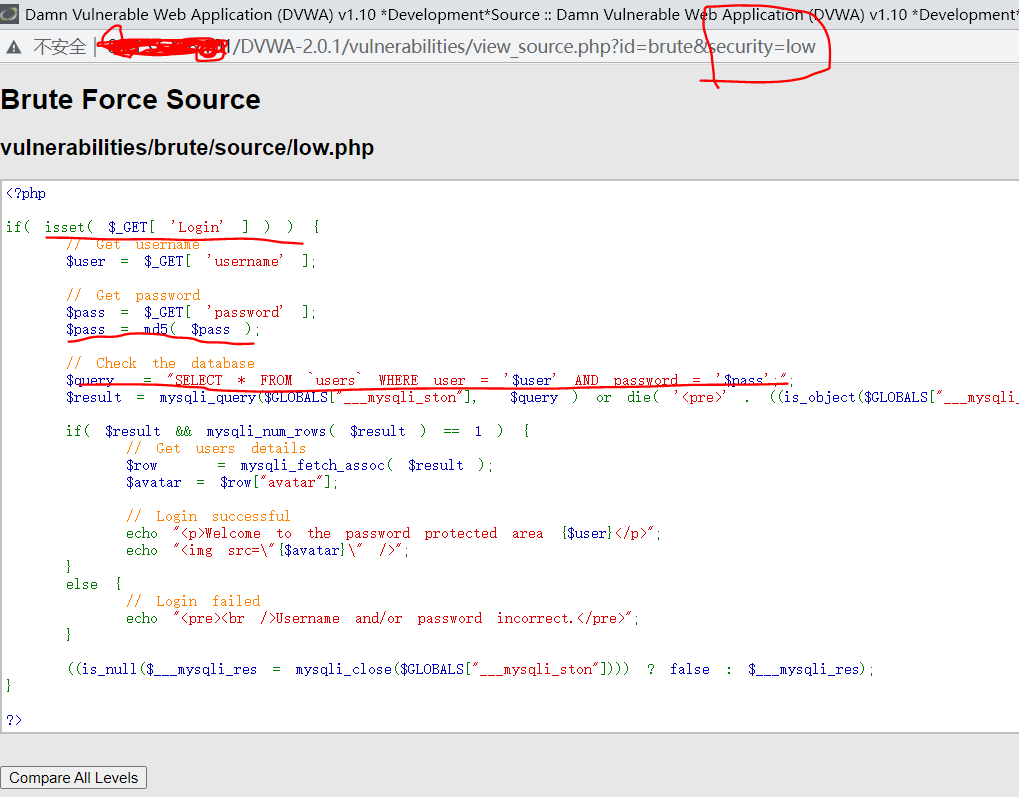 Damn Vulnerable Web Application (DVWA) v1.10 *Development*Source :: Damn Vulnerable Web Application (DVWA) v1.10 *Development*
不安全 | /DVWA-2.0.1/vulnerabilities/view_source.php?id=brute&security=low
Brute Force Source
vulnerabilities/brute/source/low.php
<?php
if( isset( $_GET[ 'Login' ] ) ) {
// Get username
$user = $_GET[ 'username' ];
// Get password
$pass = $_GET[ 'password' ];
$pass = md5( $pass );
// Check the database
$query = "SELECT * FROM `users` WHERE user = '$user' AND password = '$pass';";
$result = mysqli_query($GLOBALS["___mysqli_ston"], $query ) or die( '<pre>' . ((is_object($GLOBALS["___mysqli_
if( $result && mysqli_num_rows( $result ) == 1 ) {
// Get users details
$row = mysqli_fetch_assoc( $result );
$avatar = $row["avatar"];
// Login successful
echo "<p>Welcome to the password protected area {$user}</p>";
echo "<img src=\"{$avatar}\" />";
}
else {
// Login failed
echo "<pre><br />Username and/or password incorrect.</pre>";
}
((is_null($___mysqli_res = mysqli_close($GLOBALS["___mysqli_ston"]))) ? false : $___mysqli_res);
}
?>
Compare All Levels